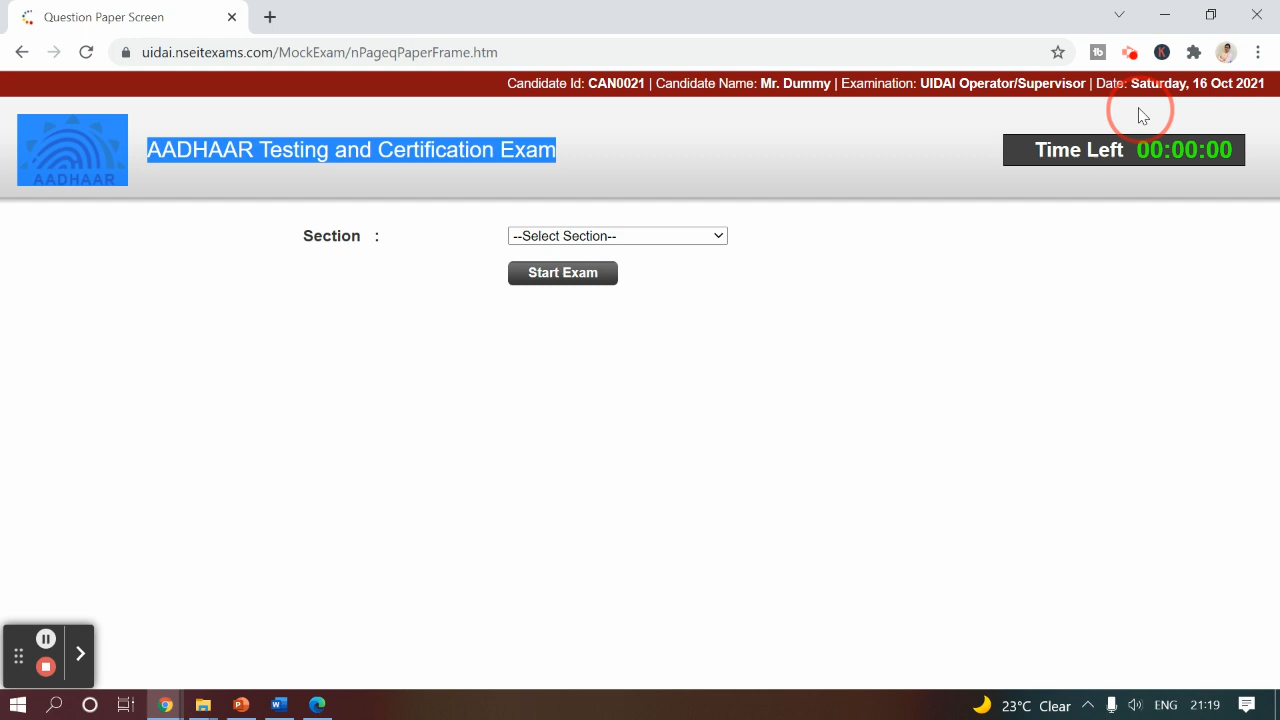 Question Paper Screen
uidai.nseitexams.com/MockExam/nPageqPaperFrame.htm
Candidate Id: CAN0021 | Candidate Name: Mr. Dummy | Examination: UIDAI Operator/Supervisor | Date: Saturday, 16 Oct 2021
AADHAAR
AADHAAR Testing and Certification Exam
Time Left 00:00:00
Section :
--Select Section--
Start Exam
23°C Clear
ENG
21:19